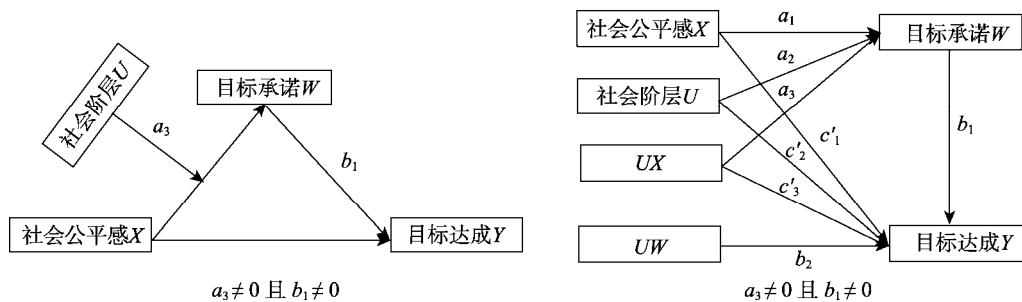 社会阶层U
目标承诺W
a₃
b₁
社会公平感X
目标达成Y
a₃≠0 且 b₁≠0
社会公平感X
a₁
目标承诺W
a₂
社会阶层U
a₃
c′₁
b₁
c′₂
UX
c′₃
UW
目标达成Y
b₂
a₃≠0 且 b₁≠0